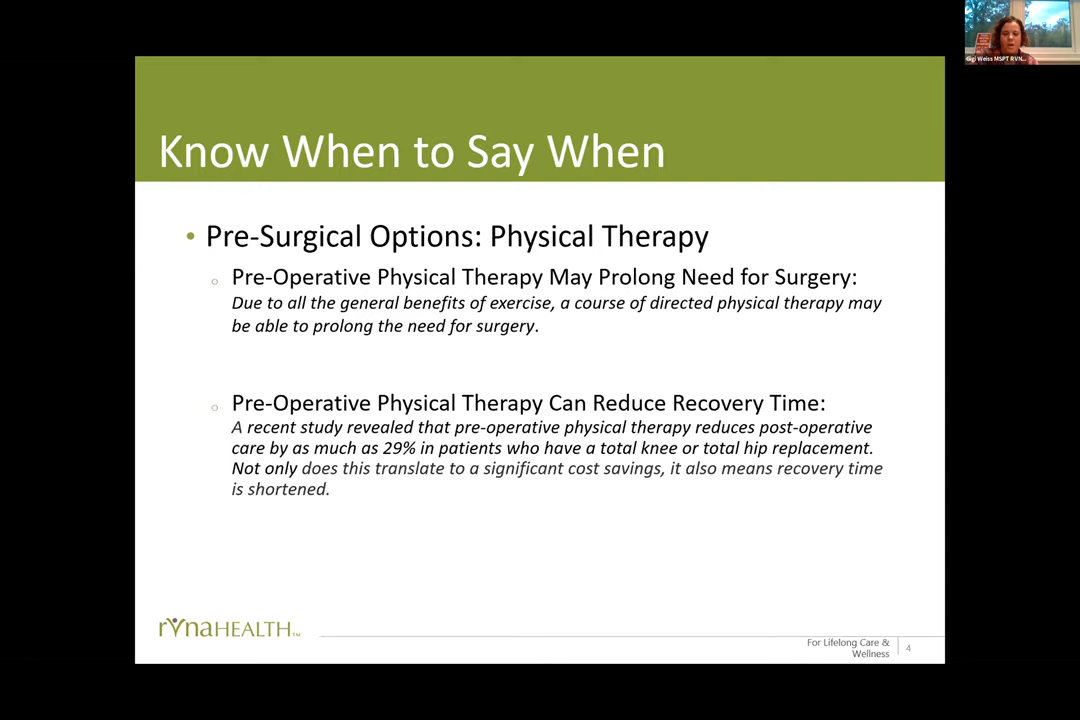 Gigi Weiss MSPT RVN...
Know When to Say When
• Pre-Surgical Options: Physical Therapy
o Pre-Operative Physical Therapy May Prolong Need for Surgery:
Due to all the general benefits of exercise, a course of directed physical therapy may
be able to prolong the need for surgery.
o Pre-Operative Physical Therapy Can Reduce Recovery Time:
A recent study revealed that pre-operative physical therapy reduces post-operative
care by as much as 29% in patients who have a total knee or total hip replacement.
Not only does this translate to a significant cost savings, it also means recovery time
is shortened.
rvnaHEALTH™
For Lifelong Care &
Wellness
4